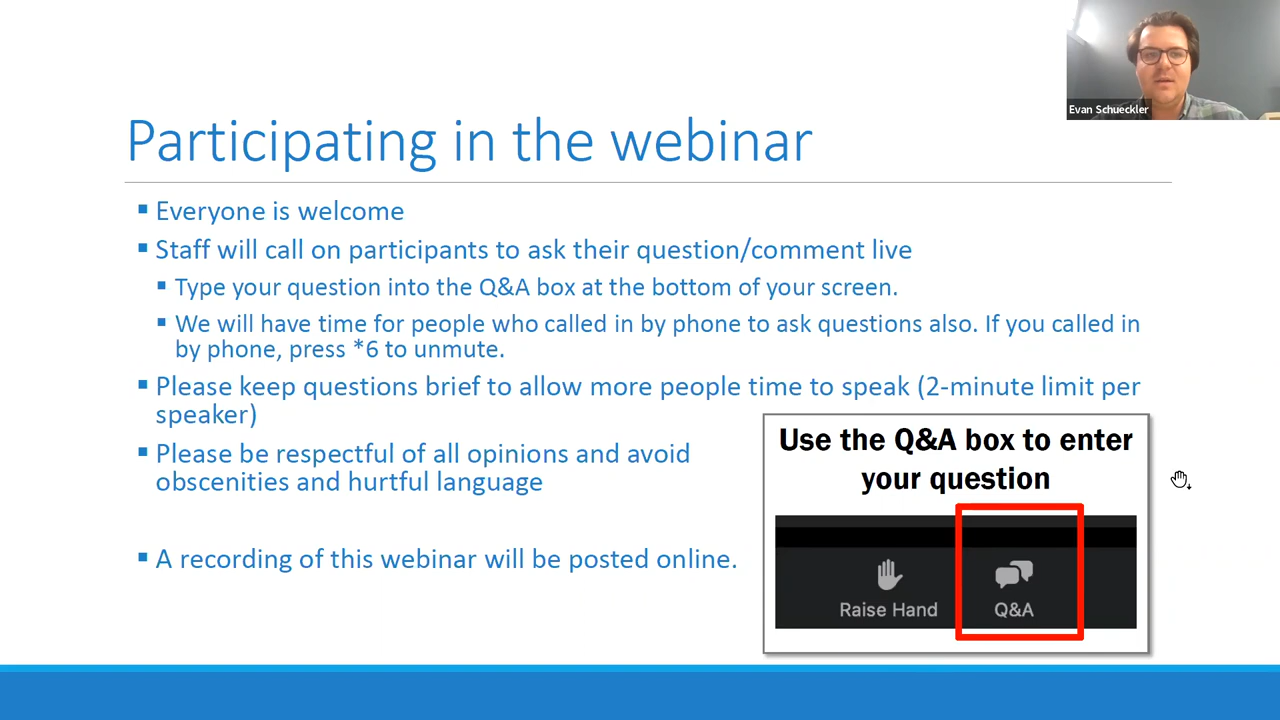 Evan Schueckler
Participating in the webinar
▪ Everyone is welcome
▪ Staff will call on participants to ask their question/comment live
▪ Type your question into the Q&A box at the bottom of your screen.
▪ We will have time for people who called in by phone to ask questions also. If you called in
by phone, press *6 to unmute.
▪ Please keep questions brief to allow more people time to speak (2-minute limit per
speaker)
▪ Please be respectful of all opinions and avoid
obscenities and hurtful language
▪ A recording of this webinar will be posted online.
Use the Q&A box to enter
your question
Raise Hand
Q&A